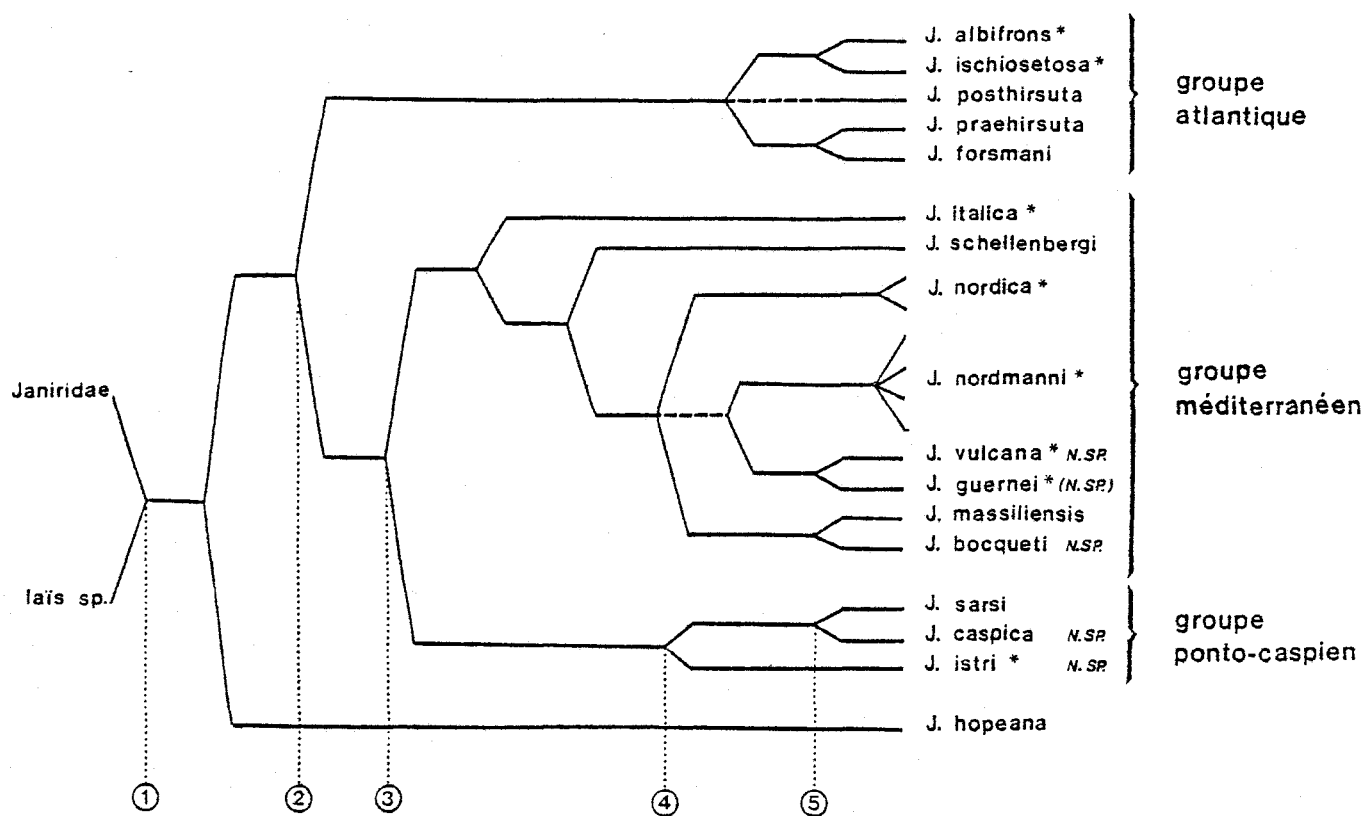 J. albifrons *
J. ischiosetosa *
J. posthirsuta
J. praehirsuta
J. forsmani
groupe
atlantique
J. italica *
J. schellenbergi
J. nordica *
J. nordmanni *
J. vulcana * N.SP.
J. guernei * (N.SP.)
J. massiliensis
J. bocqueti N.SP.
groupe
méditerranéen
J. sarsi
J. caspica N.SP.
J. istri * N.SP.
groupe
ponto-caspien
J. hopeana
Janiridae
Iaïs sp.
1 2 3 4 5